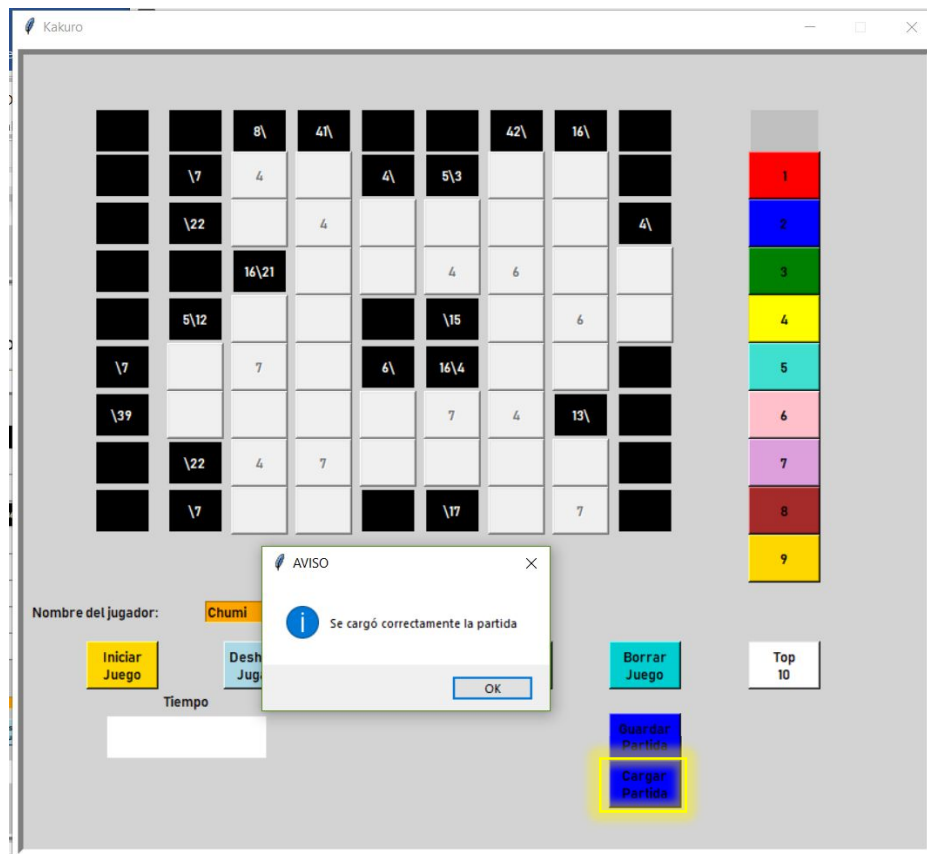 Kakuro
8\ 41\ 42\ 16\
\7 4 4\ 5\3 1
\22 4 4\ 2
16\21 4 6 3
5\12 \15 6 4
\7 7 6\ 16\4 5
\39 7 4 13\ 6
\22 4 7 7
\7 \17 7 8
9
AVISO
Se cargó correctamente la partida
OK
Nombre del jugador: Chumi
Iniciar
Juego
Borrar
Juego
Top
10
Tiempo
Guardar
Partida
Cargar
Partida